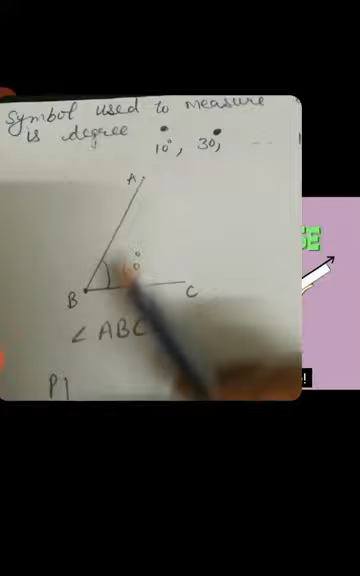 Symbol used to measure
is degree 10°, 30°, ...
A
B
C
∠ABC
P